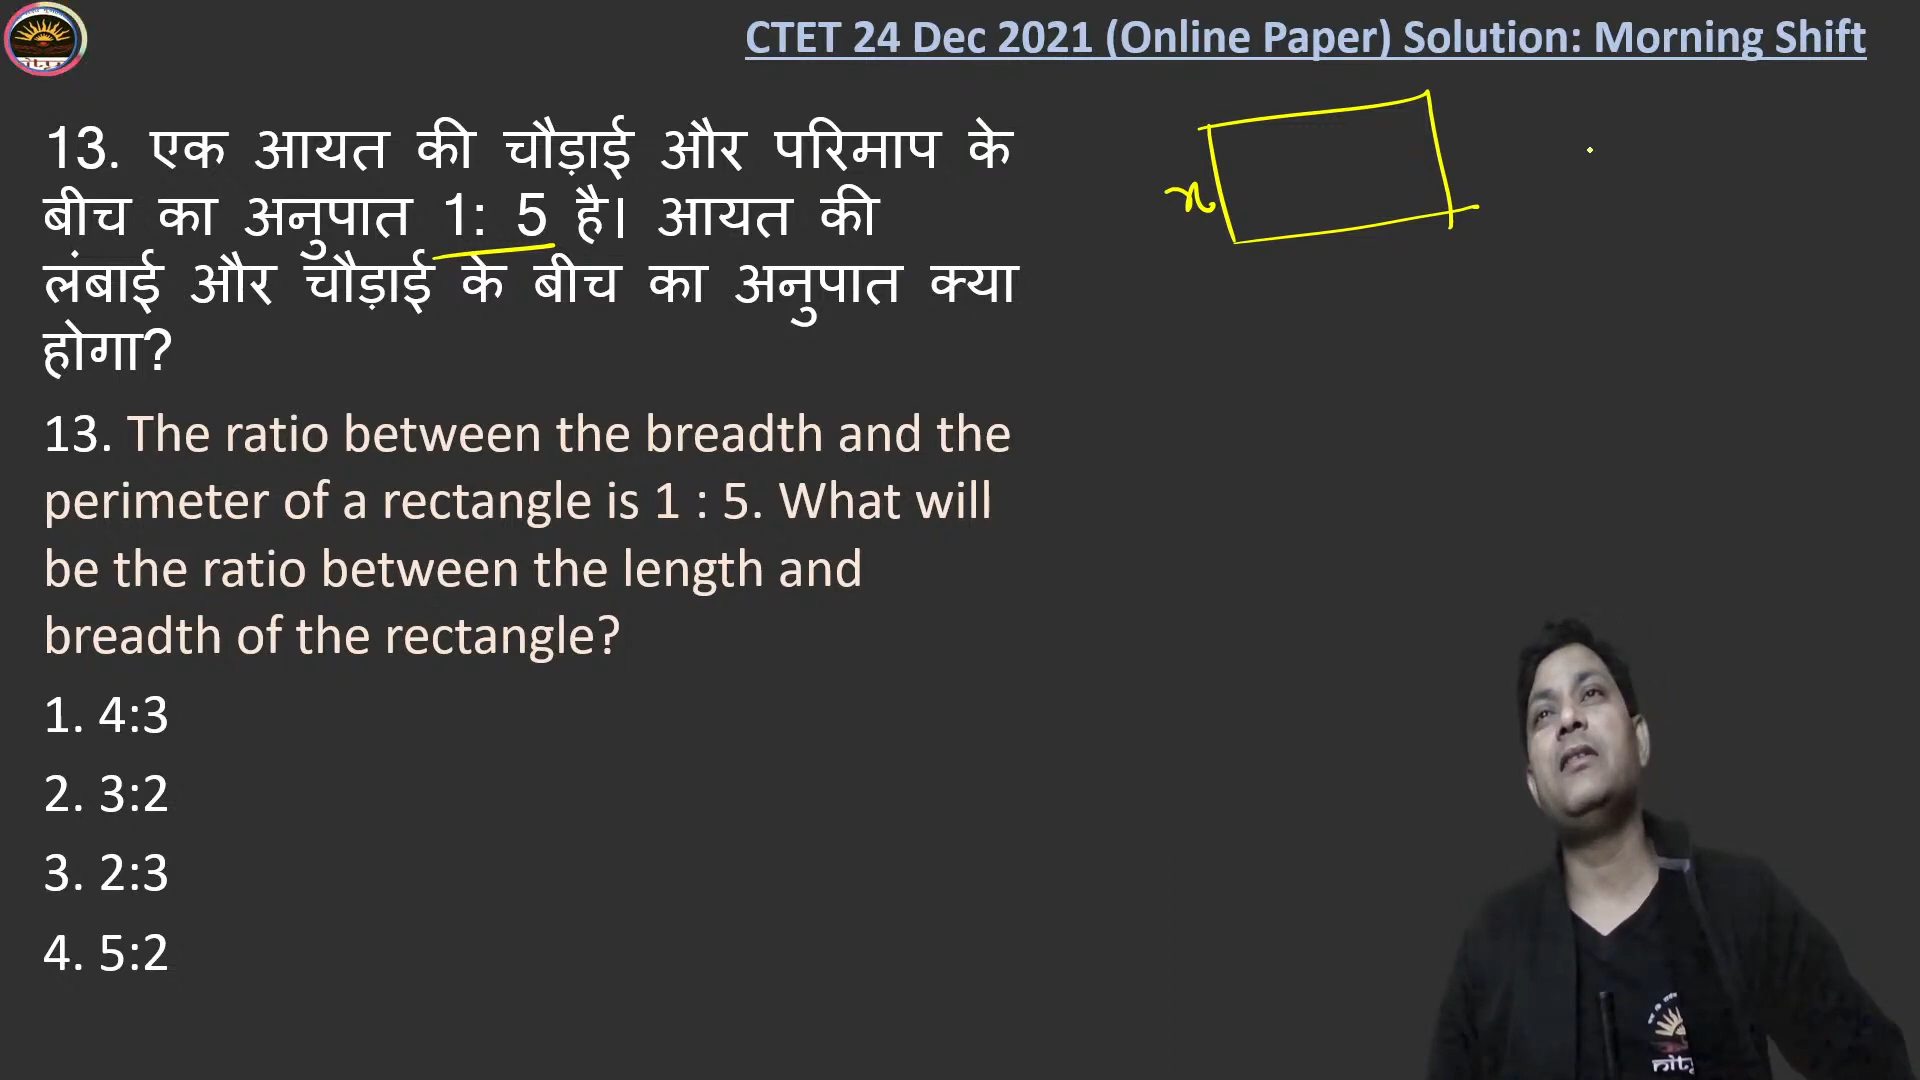 CTET 24 Dec 2021 (Online Paper) Solution: Morning Shift
13. एक आयत की चौड़ाई और परिमाप के
बीच का अनुपात 1: 5 है। आयत की
लंबाई और चौड़ाई के बीच का अनुपात क्या
होगा?
x
13. The ratio between the breadth and the
perimeter of a rectangle is 1 : 5. What will
be the ratio between the length and
breadth of the rectangle?
1. 4:3
2. 3:2
3. 2:3
4. 5:2